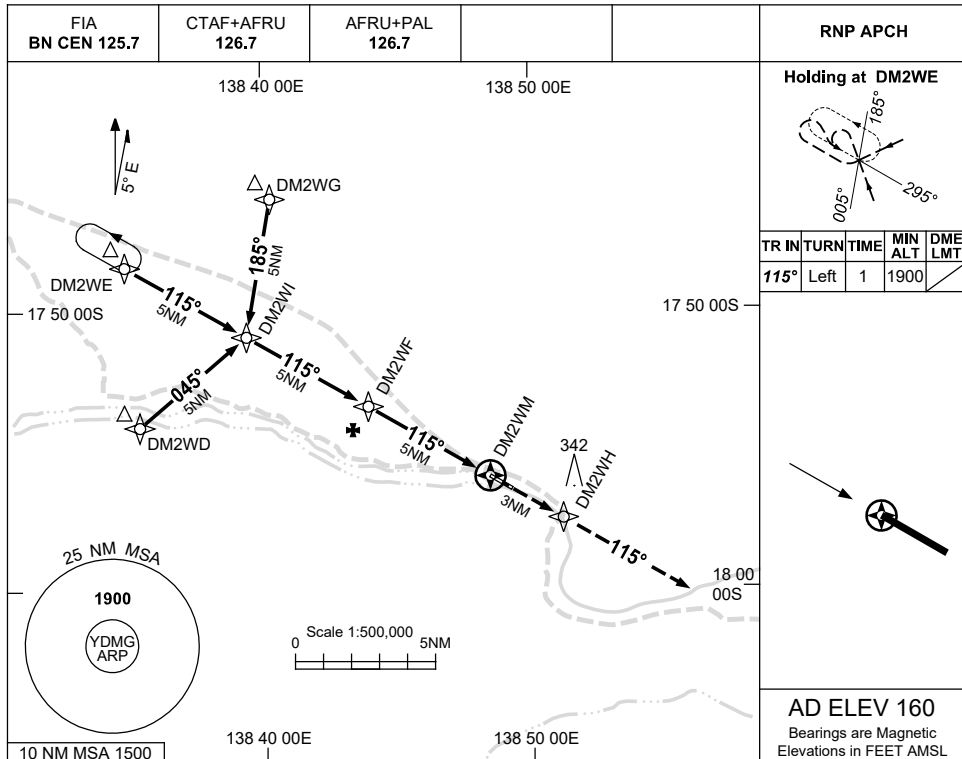 FIA
BN CEN 125.7
CTAF+AFRU
126.7
AFRU+PAL
126.7
RNP APCH
138 40 00E
138 50 00E
Holding at DM2WE
185°
295°
005°
TR IN TURN TIME MIN ALT DME LMT
115° Left 1 1900
5° E
DM2WG
185°
5NM
DM2WE
115°
5NM
DM2WI
17 50 00S
17 50 00S
115°
5NM
DM2WF
045°
5NM
DM2WD
115°
5NM
DM2WM
342
DM2WH
3NM
115°
18 00
00S
25 NM MSA
1900
YDMG
ARP
Scale 1:500,000
0 5NM
10 NM MSA 1500
138 40 00E
138 50 00E
AD ELEV 160
Bearings are Magnetic
Elevations in FEET AMSL